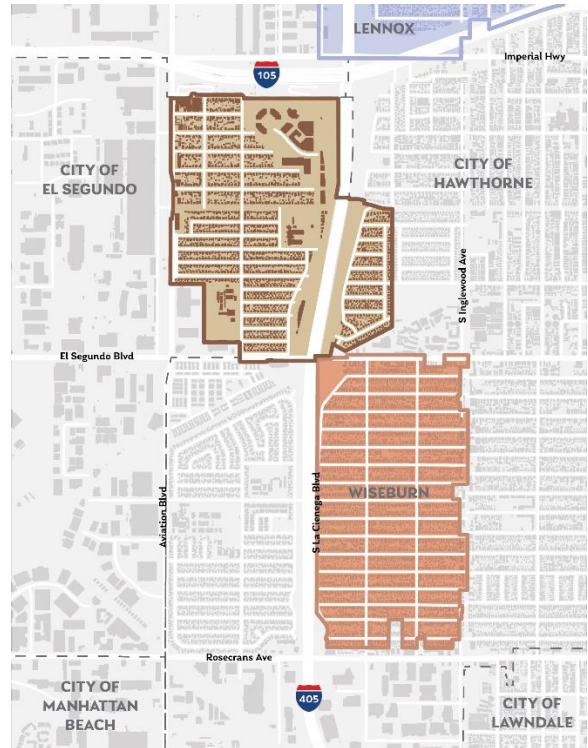 LENNOX
Imperial Hwy
105
CITY OF
EL SEGUNDO
CITY OF
HAWTHORNE
S Inglewood Ave
El Segundo Blvd
Aviation Blvd
S La Cienega Blvd
WISEBURN
Rosecrans Ave
CITY OF
MANHATTAN
BEACH
405
CITY OF
LAWNDALE